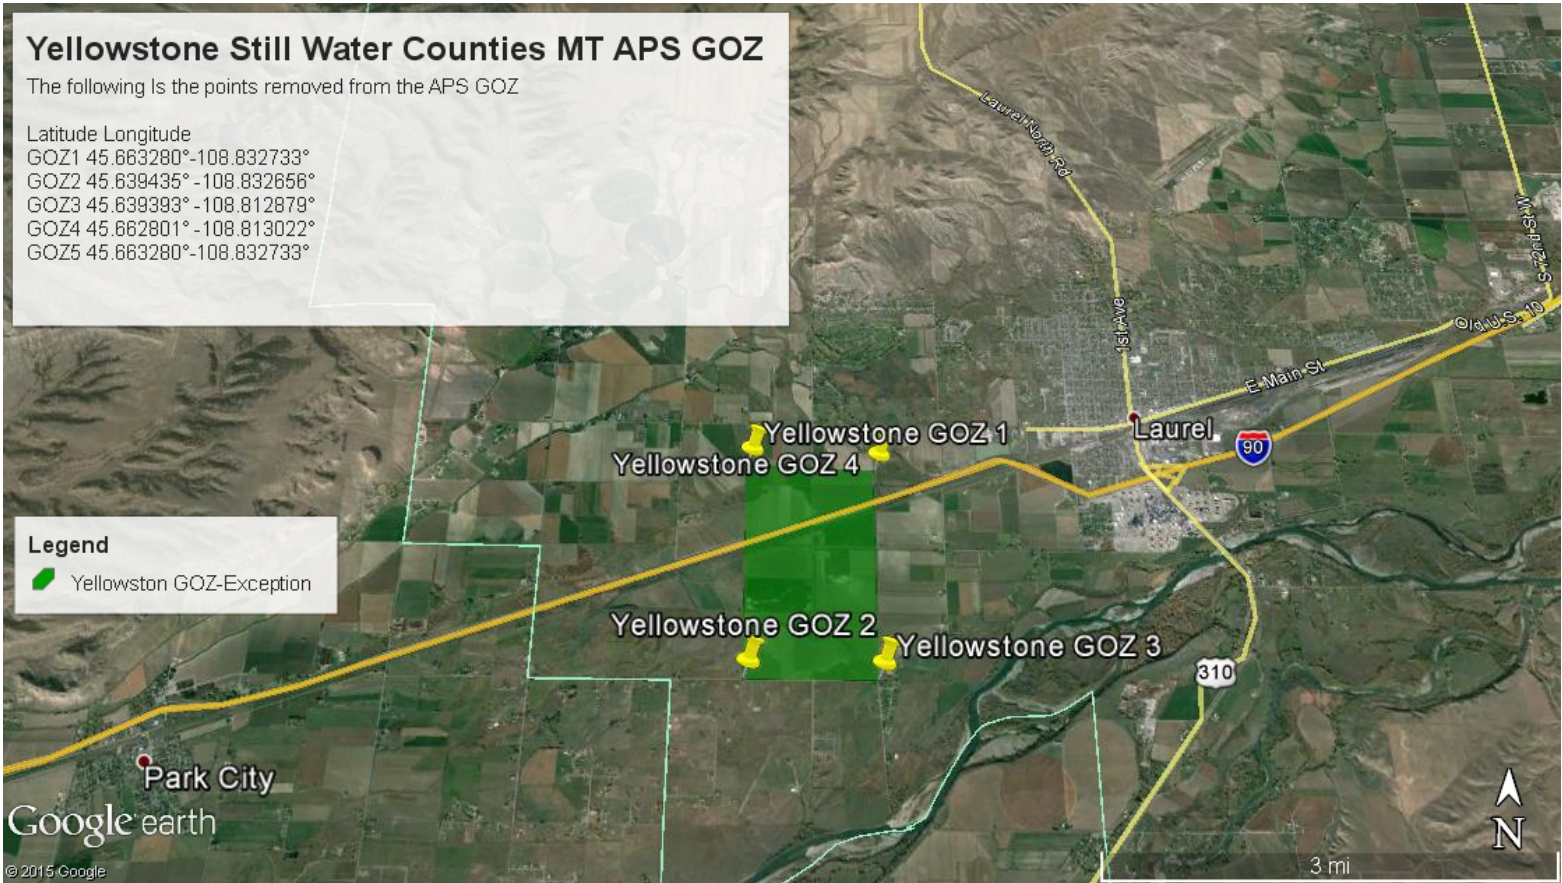 Yellowstone Still Water Counties MT APS GOZ
The following Is the points removed from the APS GOZ
Latitude Longitude
GOZ1 45.663280°-108.832733°
GOZ2 45.639435° -108.832656°
GOZ3 45.639393° -108.812879°
GOZ4 45.662801° -108.813022°
GOZ5 45.663280°-108.832733°
Laurel North Rd
S 72nd St W
1st Ave
Old U.S. 10
E Main St
Yellowstone GOZ 1
Laurel
90
Yellowstone GOZ 4
Legend
Yellowston GOZ-Exception
Yellowstone GOZ 2
Yellowstone GOZ 3
310
Park City
Google earth
N
© 2015 Google
3 mi